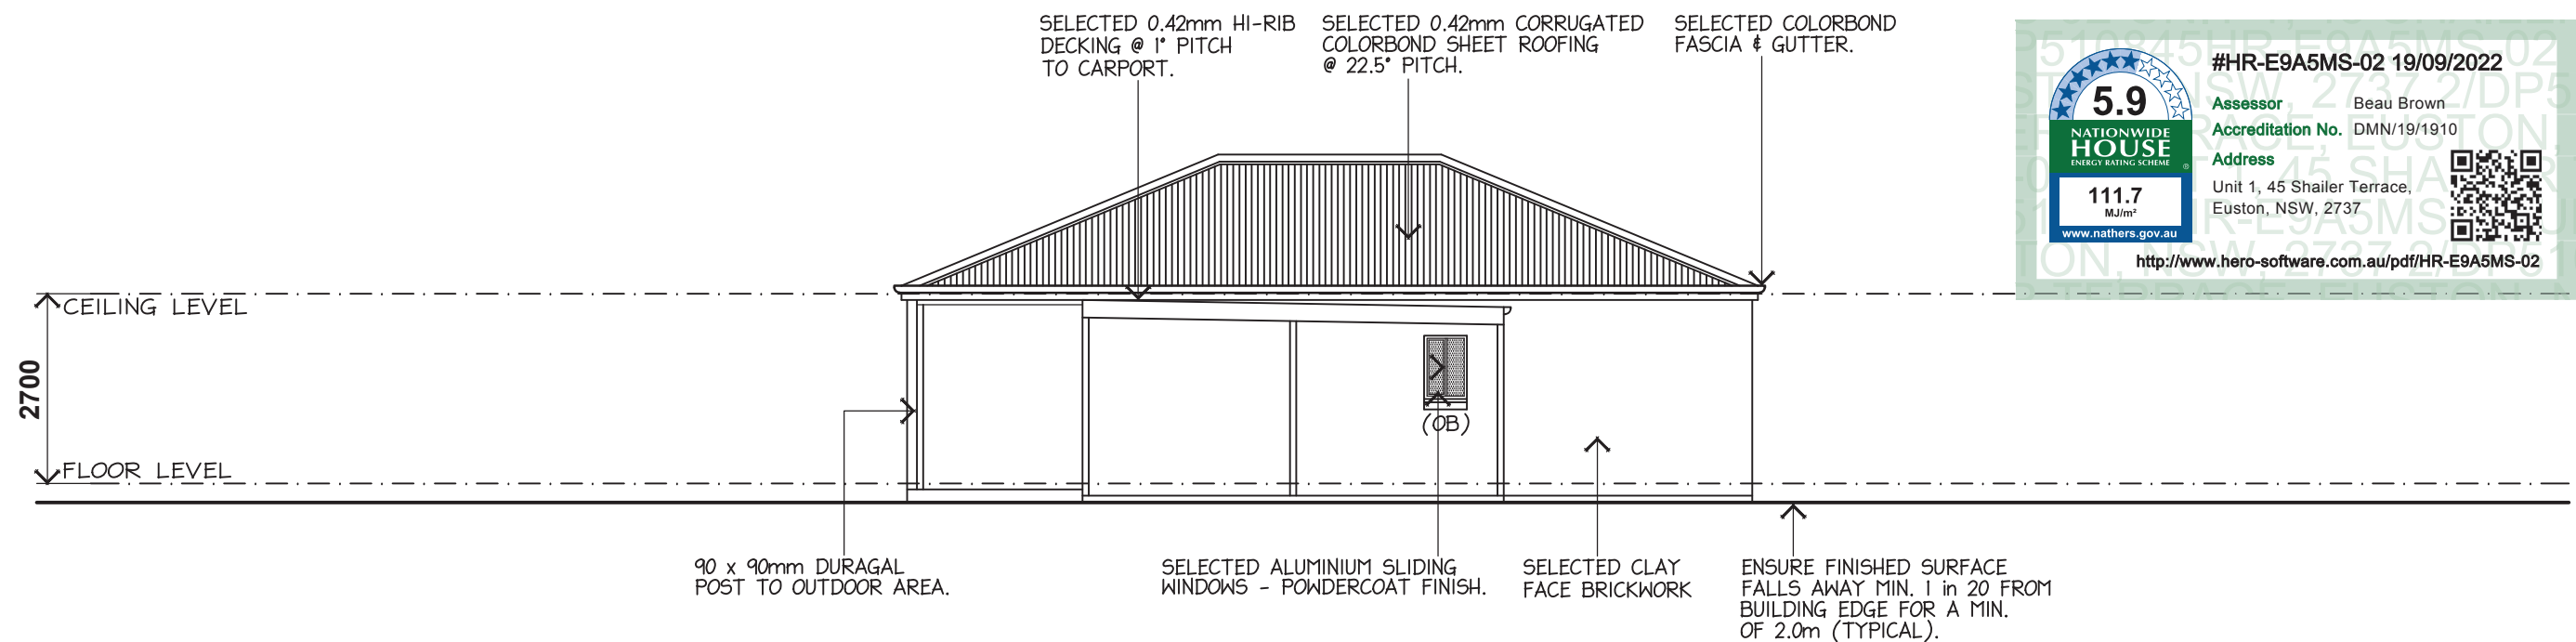 SELECTED 0.42mm HI-RIB
DECKING @ 1° PITCH
TO CARPORT.
SELECTED 0.42mm CORRUGATED
COLORBOND SHEET ROOFING
@ 22.5° PITCH.
SELECTED COLORBOND
FASCIA & GUTTER.
#HR-E9A5MS-02 19/09/2022
5.9
NATIONWIDE
HOUSE
ENERGY RATING SCHEME
®
111.7
MJ/m²
www.nathers.gov.au
Assessor Beau Brown
Accreditation No. DMN/19/1910
Address
Unit 1, 45 Shailer Terrace,
Euston, NSW, 2737
http://www.hero-software.com.au/pdf/HR-E9A5MS-02
CEILING LEVEL
2700
FLOOR LEVEL
(OB)
90 x 90mm DURAGAL
POST TO OUTDOOR AREA.
SELECTED ALUMINIUM SLIDING
WINDOWS - POWDERCOAT FINISH.
SELECTED CLAY
FACE BRICKWORK
ENSURE FINISHED SURFACE
FALLS AWAY MIN. 1 in 20 FROM
BUILDING EDGE FOR A MIN.
OF 2.0m (TYPICAL).